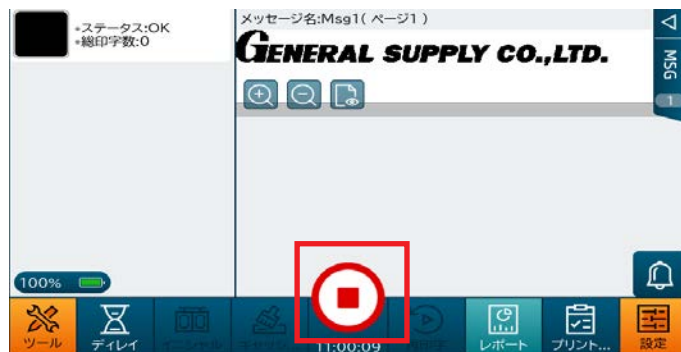 •ステータス:OK
•総印字数:0
メッセージ名:Msg1( ページ1 )
GENERAL SUPPLY CO.,LTD.
MSG
1
100%
ツール
ディレイ
11:00:09
レポート
プリント...
設定